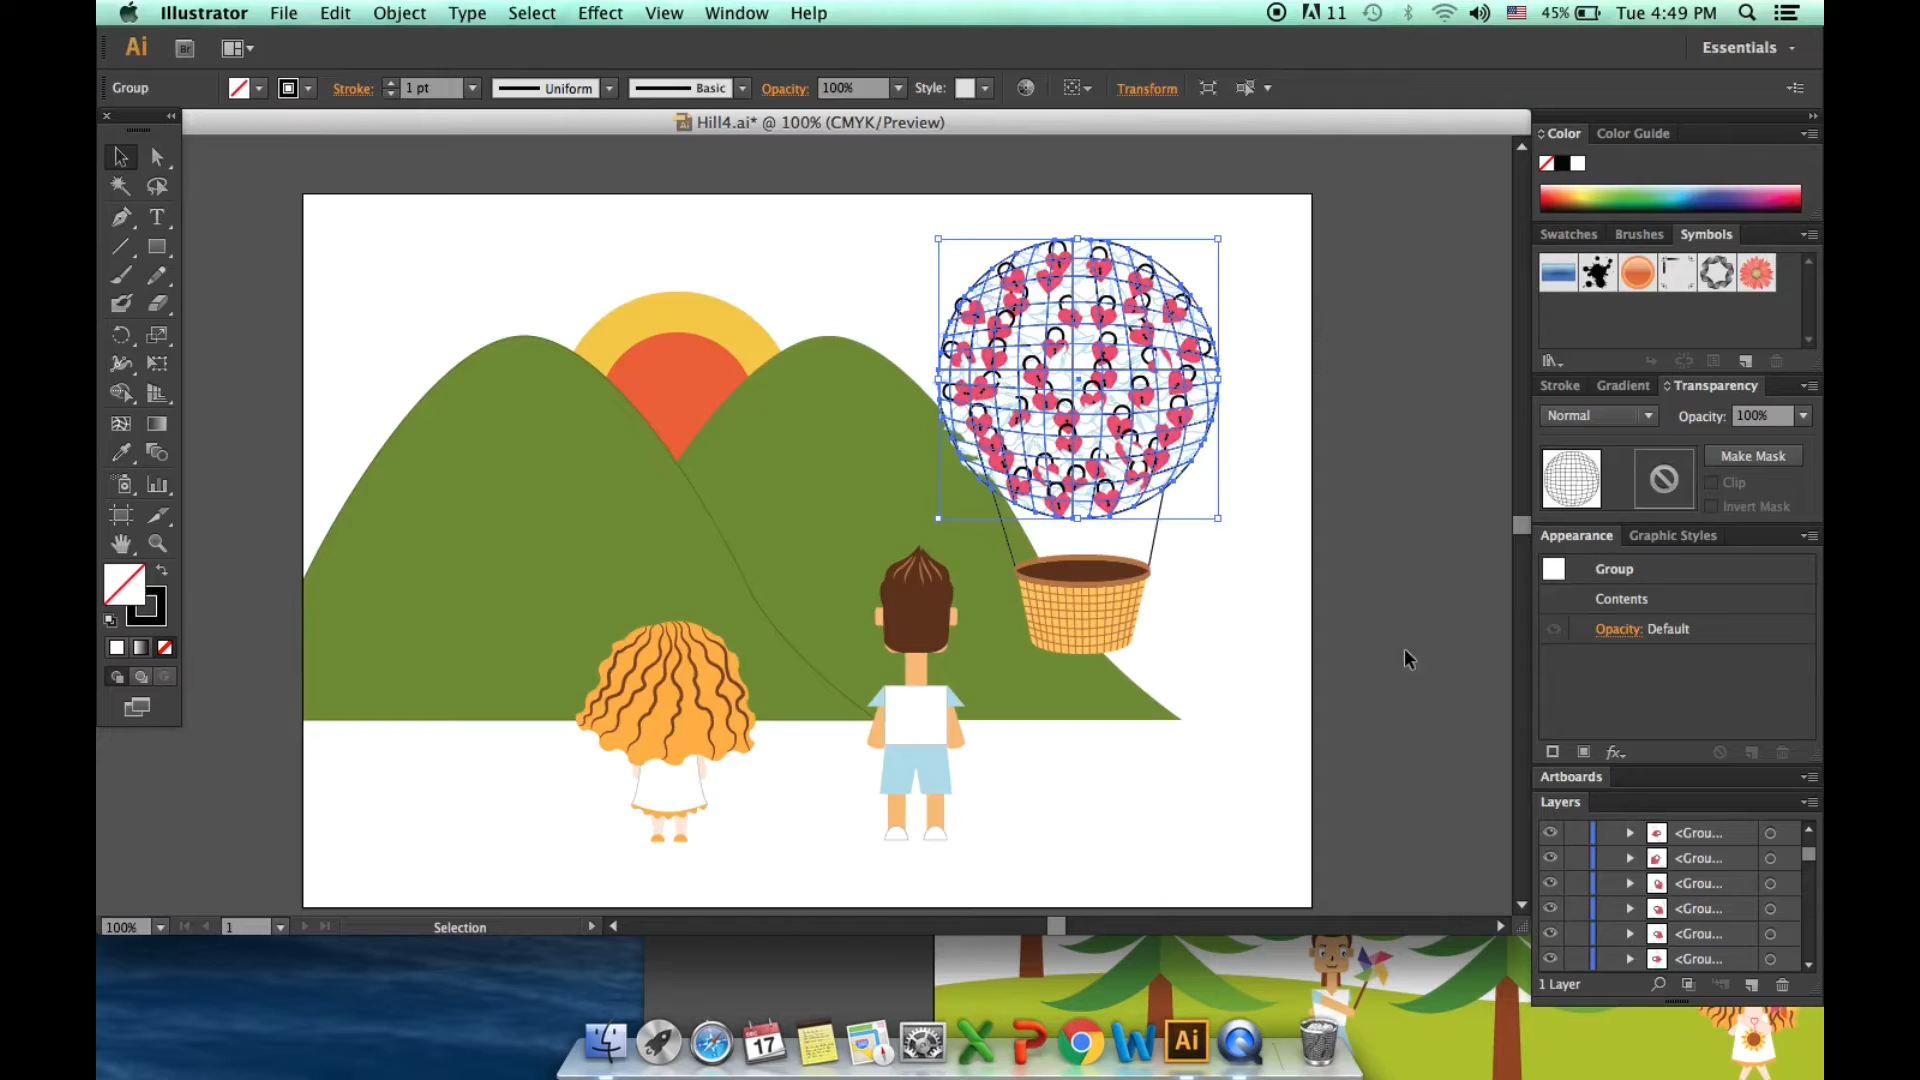 Illustrator File Edit Object Type Select Effect View Window Help
11 45% Tue 4:49 PM
Ai Br Essentials
Group Stroke: 1 pt Uniform Basic Opacity: 100% Style: Transform
Hill4.ai* @ 100% (CMYK/Preview)
Color Color Guide
Swatches Brushes Symbols
Stroke Gradient Transparency
Normal Opacity: 100%
Make Mask
Clip
Invert Mask
Appearance Graphic Styles
Group
Contents
Opacity: Default
fx
Artboards
Layers
<Grou...
<Grou...
<Grou...
<Grou...
<Grou...
<Grou...
1 Layer
100% 1 Selection
DEC
17
Ai